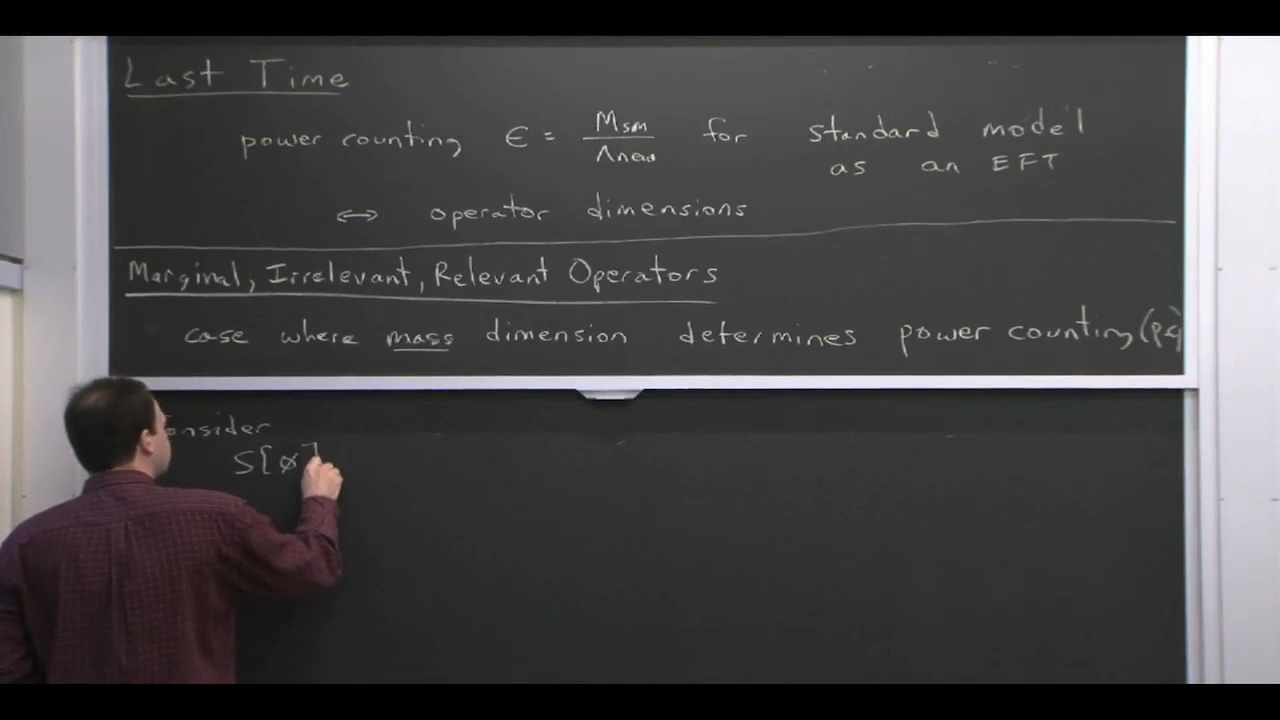 Last Time
power counting ϵ = Msm / Λnew for standard model
as an EFT
↔ operator dimensions
Marginal, Irrelevant, Relevant Operators
case where mass dimension determines power counting (pc)
onsider
S[ϕ]